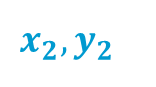 x₂, y₂